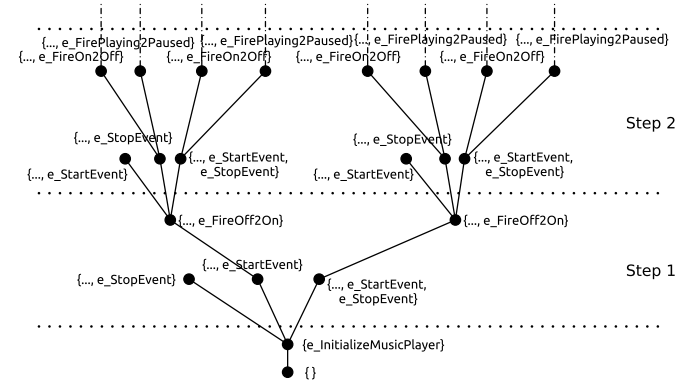 {..., e_FirePlaying2Paused} {..., e_FirePlaying2Paused} {..., e_FirePlaying2Paused} {..., e_FirePlaying2Paused}
{..., e_FireOn2Off} {..., e_FireOn2Off} {..., e_FireOn2Off} {..., e_FireOn2Off}
Step 2
{..., e_StopEvent} {..., e_StopEvent}
{..., e_StartEvent,
e_StopEvent}
{..., e_StartEvent,
e_StopEvent}
{..., e_StartEvent} {..., e_StartEvent}
{..., e_FireOff2On} {..., e_FireOff2On}
{..., e_StartEvent}
Step 1
{..., e_StopEvent}
{..., e_StartEvent,
e_StopEvent}
{e_InitializeMusicPlayer}
{}